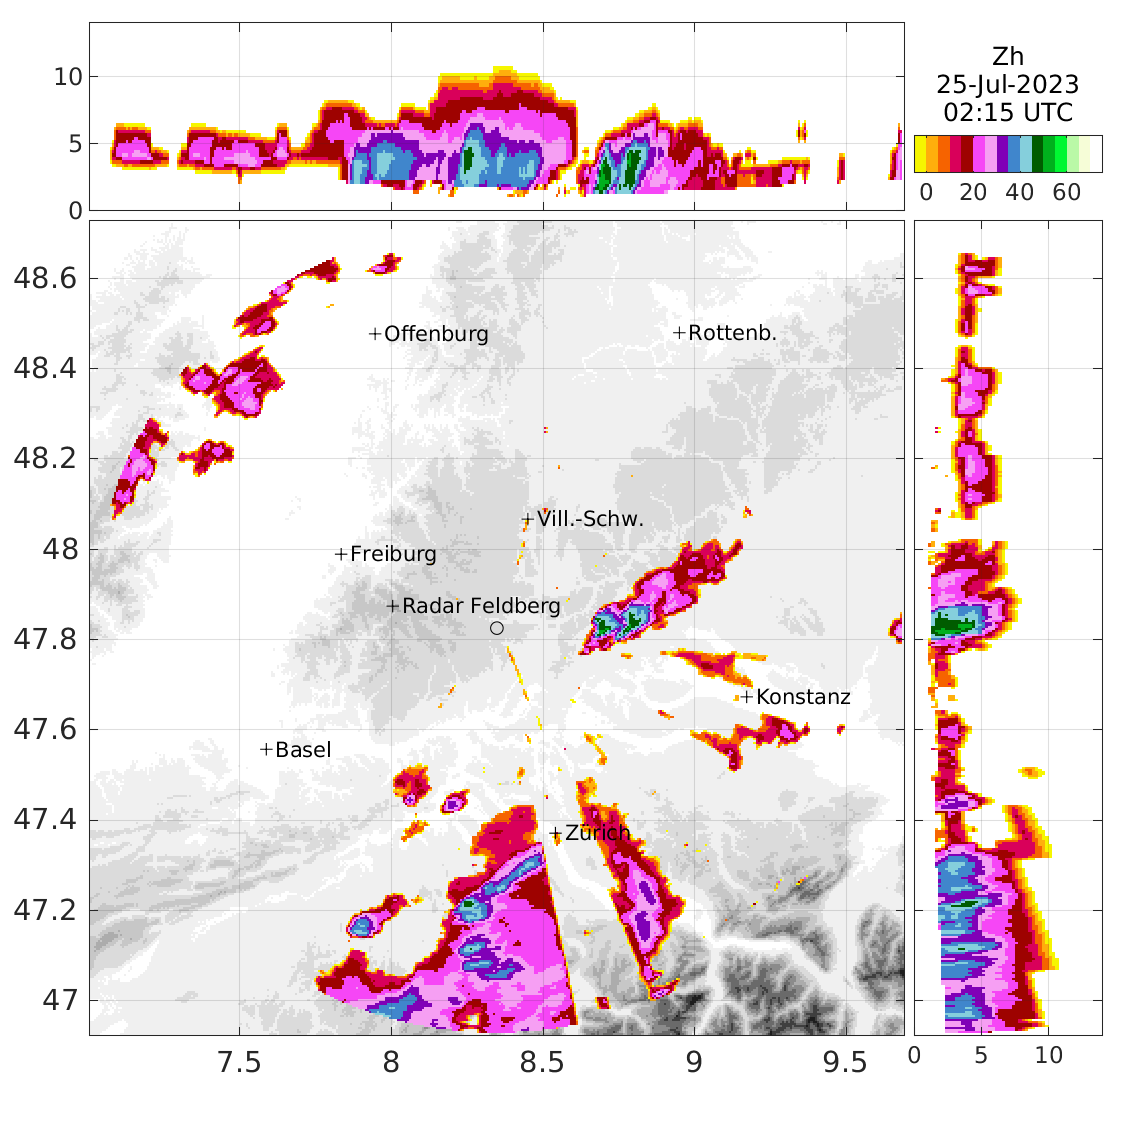 Zh
25-Jul-2023
02:15 UTC
0 20 40 60
10
5
0
48.6
48.4
48.2
48
47.8
47.6
47.4
47.2
47
Offenburg
Rottenb.
Vill.-Schw.
Freiburg
Radar Feldberg
Konstanz
Basel
Zürich
7.5 8 8.5 9 9.5
0 5 10